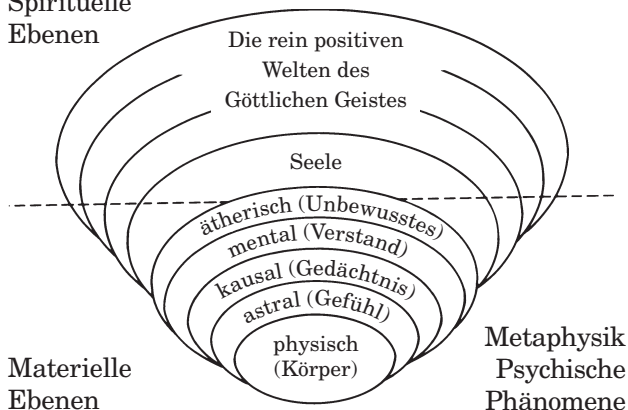 Spirituelle
Ebenen
Die rein positiven
Welten des
Göttlichen Geistes
Seele
ätherisch (Unbewusstes)
mental (Verstand)
kausal (Gedächtnis)
astral (Gefühl)
physisch
(Körper)
Materielle
Ebenen
Metaphysik
Psychische
Phänomene